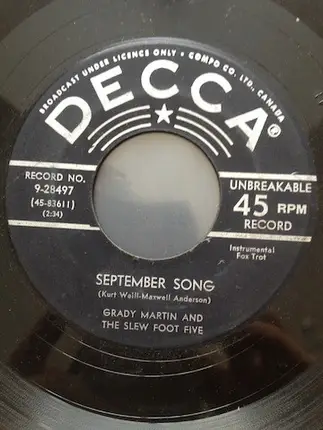 BROADCAST UNDER LICENCE ONLY • COMPO CO. LTD., CANADA
DECCA®
RECORD NO.
9-28497
(45-83611)
(2:34)
UNBREAKABLE
45 RPM
RECORD
Instrumental
Fox Trot
SEPTEMBER SONG
(Kurt Weill-Maxwell Anderson)
GRADY MARTIN AND
THE SLEW FOOT FIVE